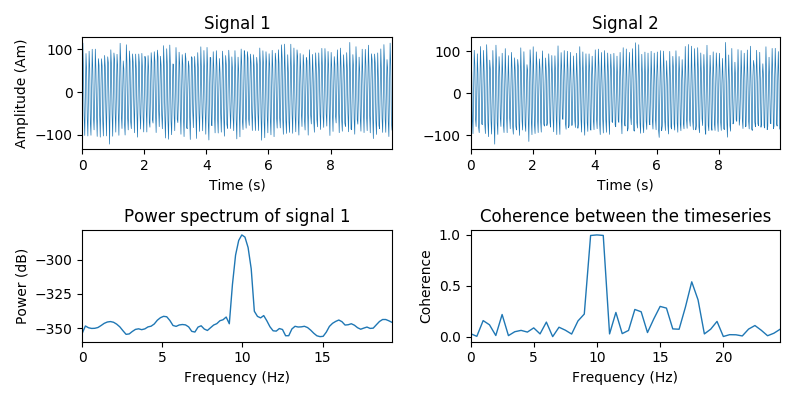 Signal 1
Signal 2
Amplitude (Am)
100
0
−100
0 2 4 6 8
Time (s)
100
0
−100
0 2 4 6 8
Time (s)
Power spectrum of signal 1
Coherence between the timeseries
Power (dB)
−300
−325
−350
0 5 10 15
Frequency (Hz)
Coherence
1.0
0.5
0.0
0 5 10 15 20
Frequency (Hz)